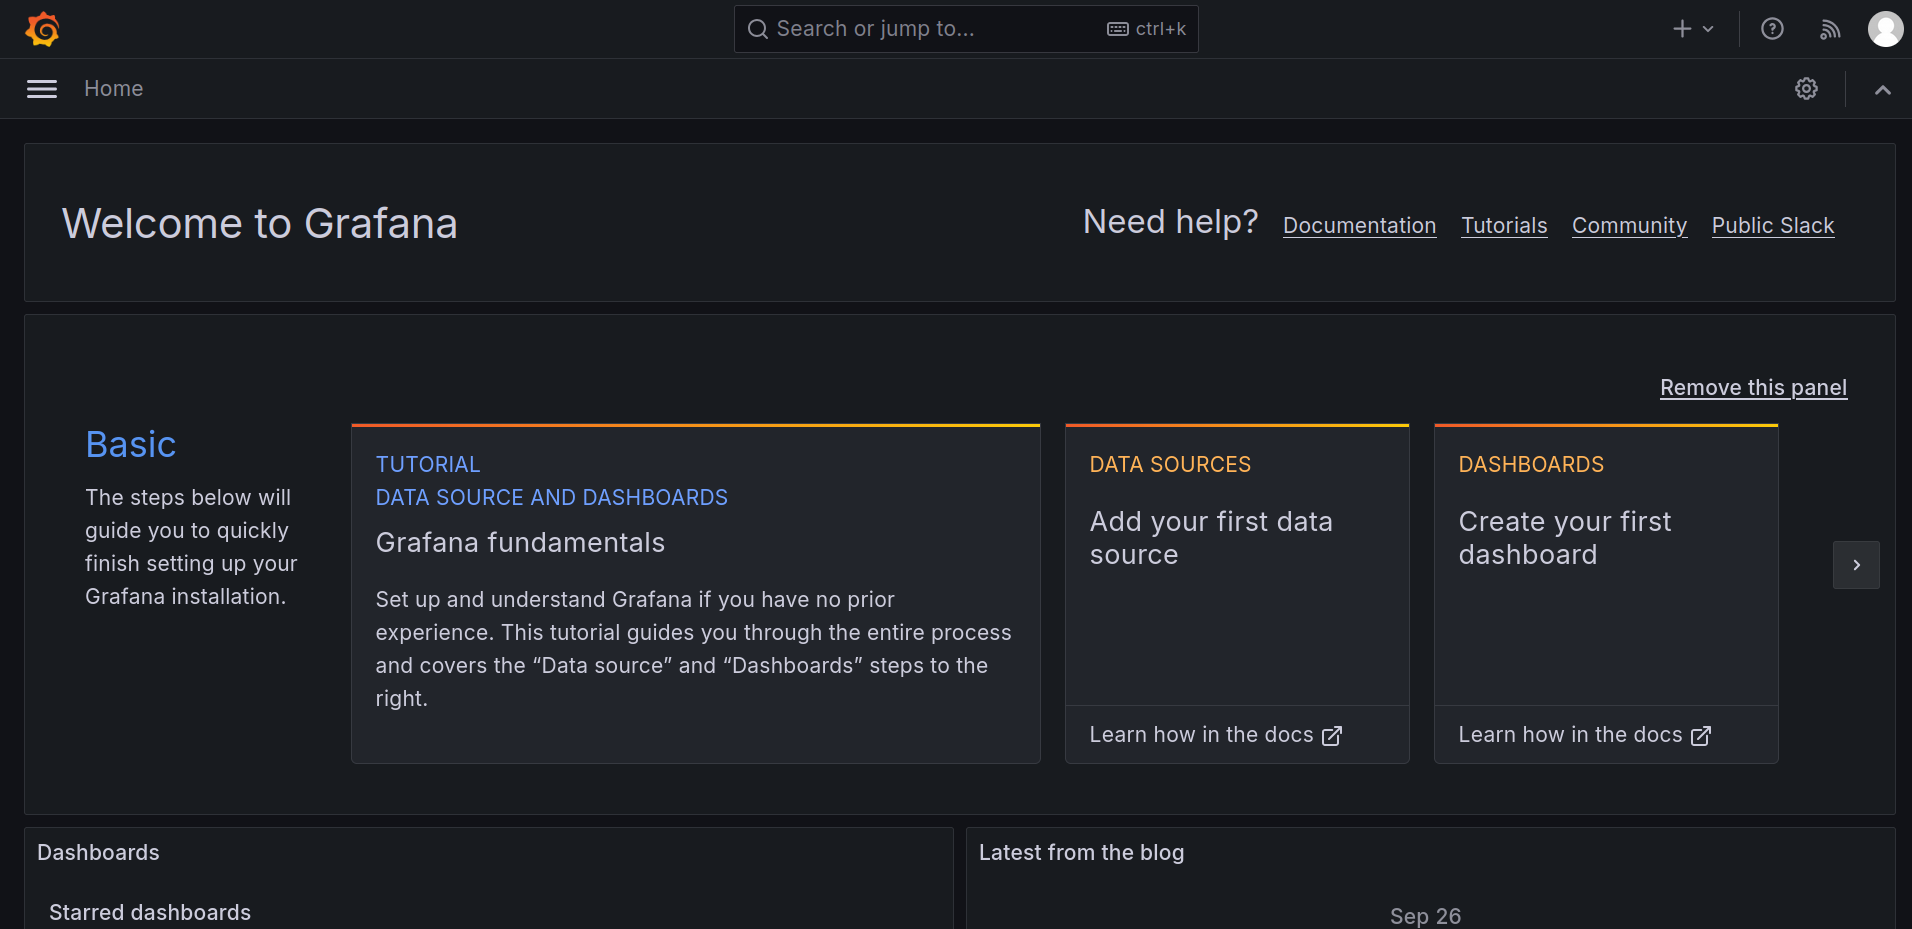 Search or jump to...
ctrl+k
Home
Welcome to Grafana
Need help?
Documentation
Tutorials
Community
Public Slack
Remove this panel
Basic
The steps below will
guide you to quickly
finish setting up your
Grafana installation.
TUTORIAL
DATA SOURCE AND DASHBOARDS
Grafana fundamentals
Set up and understand Grafana if you have no prior
experience. This tutorial guides you through the entire process
and covers the “Data source” and “Dashboards” steps to the
right.
DATA SOURCES
Add your first data
source
Learn how in the docs
DASHBOARDS
Create your first
dashboard
Learn how in the docs
Dashboards
Starred dashboards
Latest from the blog
Sep 26